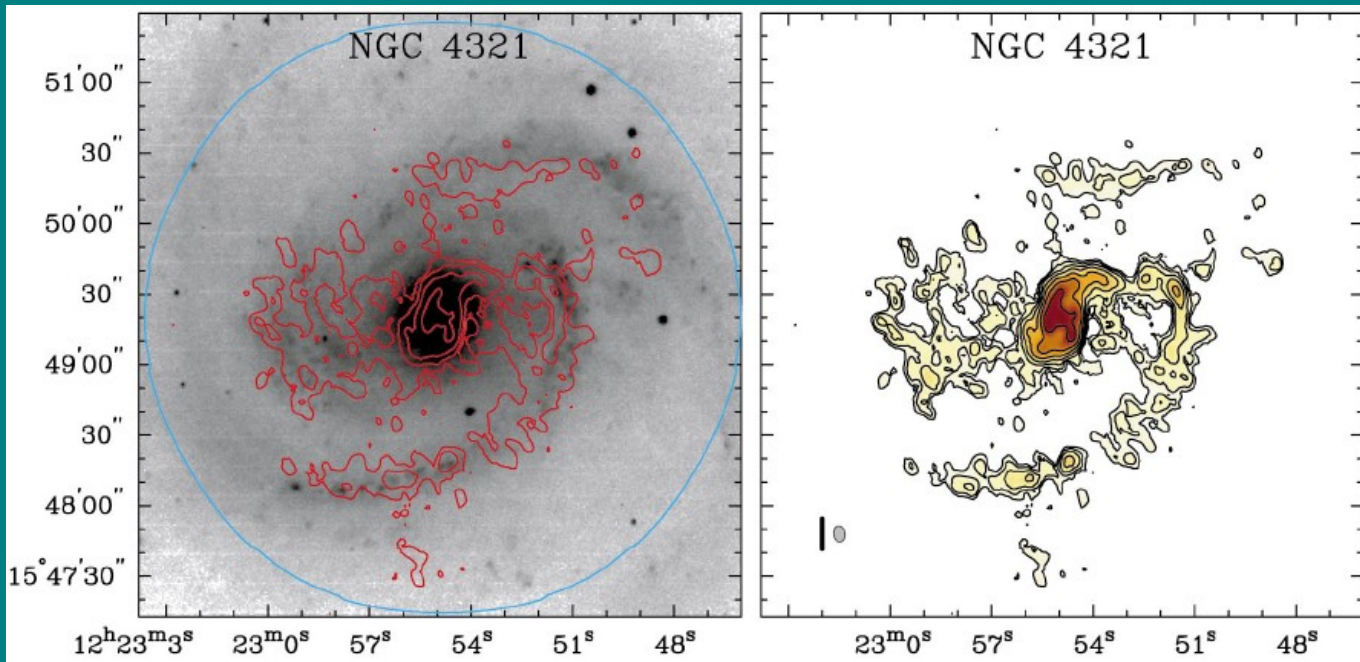 NGC 4321
NGC 4321
51′00″
30″
50′00″
30″
49′00″
30″
48′00″
15°47′30″
12ʰ23ᵐ3ˢ 23ᵐ0ˢ 57ˢ 54ˢ 51ˢ 48ˢ
23ᵐ0ˢ 57ˢ 54ˢ 51ˢ 48ˢ